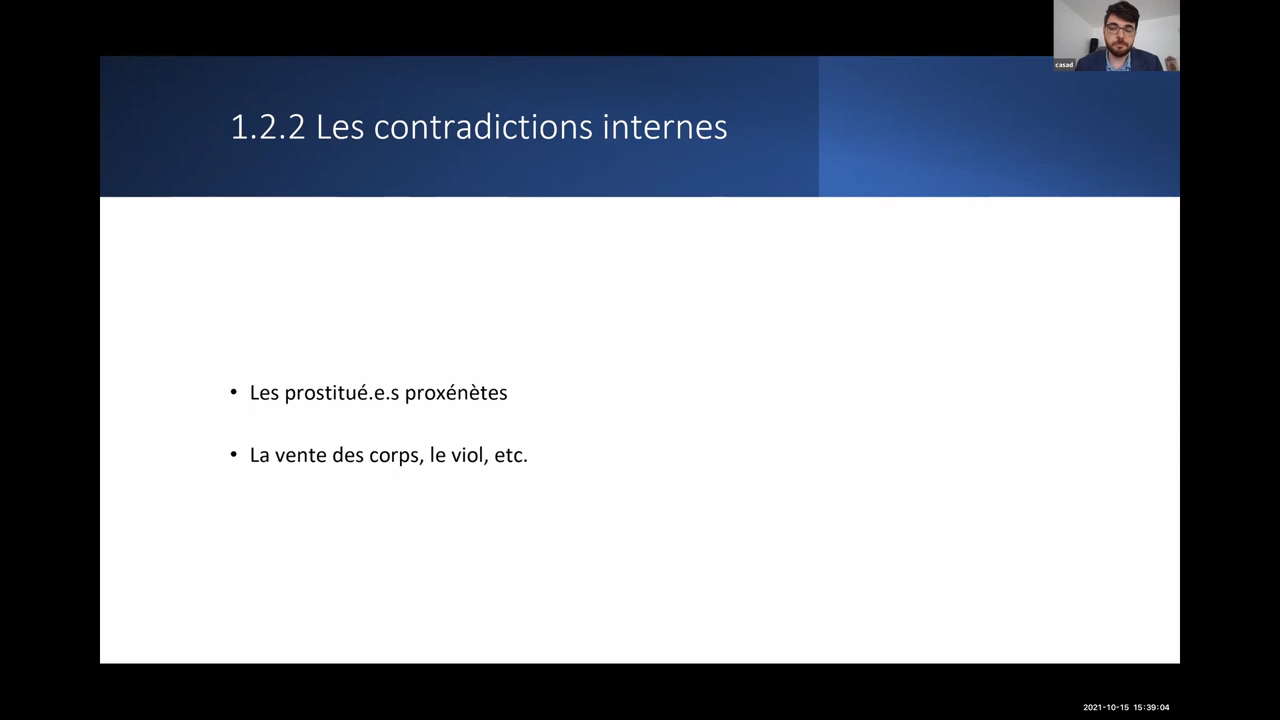 casad
1.2.2 Les contradictions internes
• Les prostitué.e.s proxénètes
• La vente des corps, le viol, etc.
2021-10-15 15:39:04